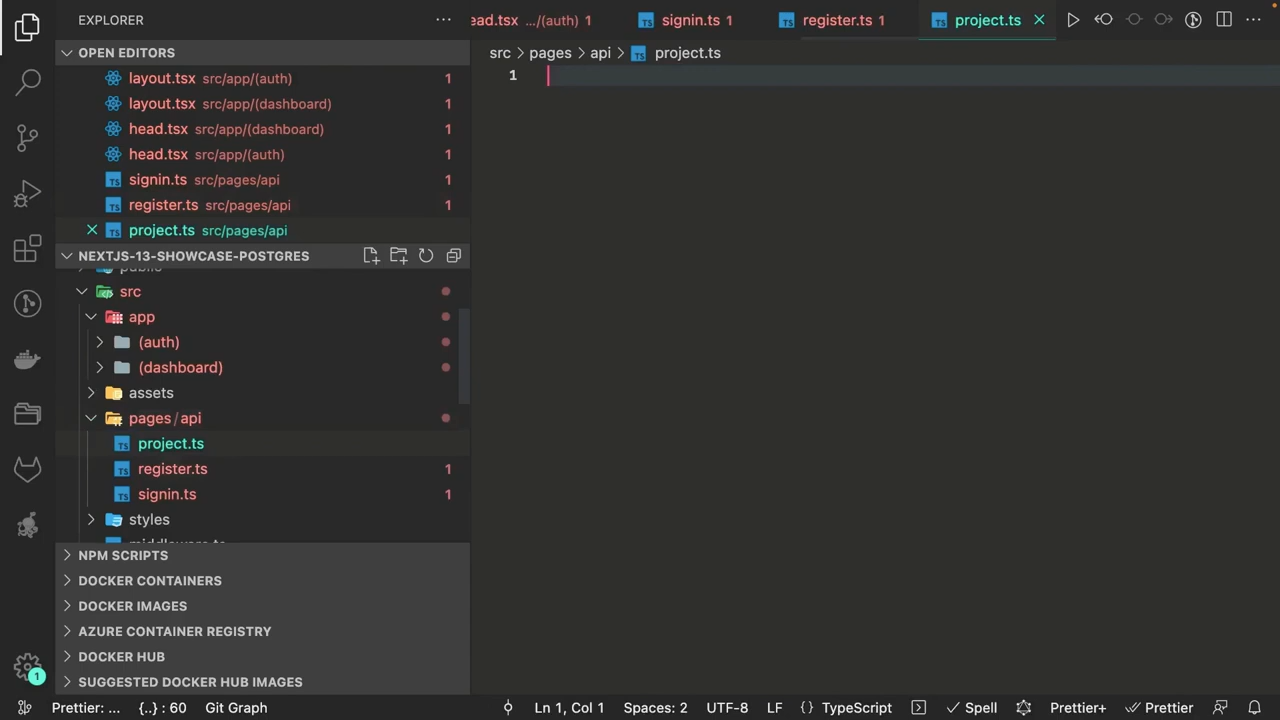 EXPLORER
ead.tsx .../(auth) 1
signin.ts 1
register.ts 1
project.ts
OPEN EDITORS
layout.tsx src/app/(auth) 1
layout.tsx src/app/(dashboard) 1
head.tsx src/app/(dashboard) 1
head.tsx src/app/(auth) 1
signin.ts src/pages/api 1
register.ts src/pages/api 1
project.ts src/pages/api
NEXTJS-13-SHOWCASE-POSTGRES
public
src
app
(auth)
(dashboard)
assets
pages / api
project.ts
register.ts 1
signin.ts 1
styles
middleware.ts
NPM SCRIPTS
DOCKER CONTAINERS
DOCKER IMAGES
AZURE CONTAINER REGISTRY
DOCKER HUB
SUGGESTED DOCKER HUB IMAGES
1
src > pages > api > project.ts
1
Prettier: ... {..} : 60 Git Graph Ln 1, Col 1 Spaces: 2 UTF-8 LF {} TypeScript Spell Prettier+ Prettier